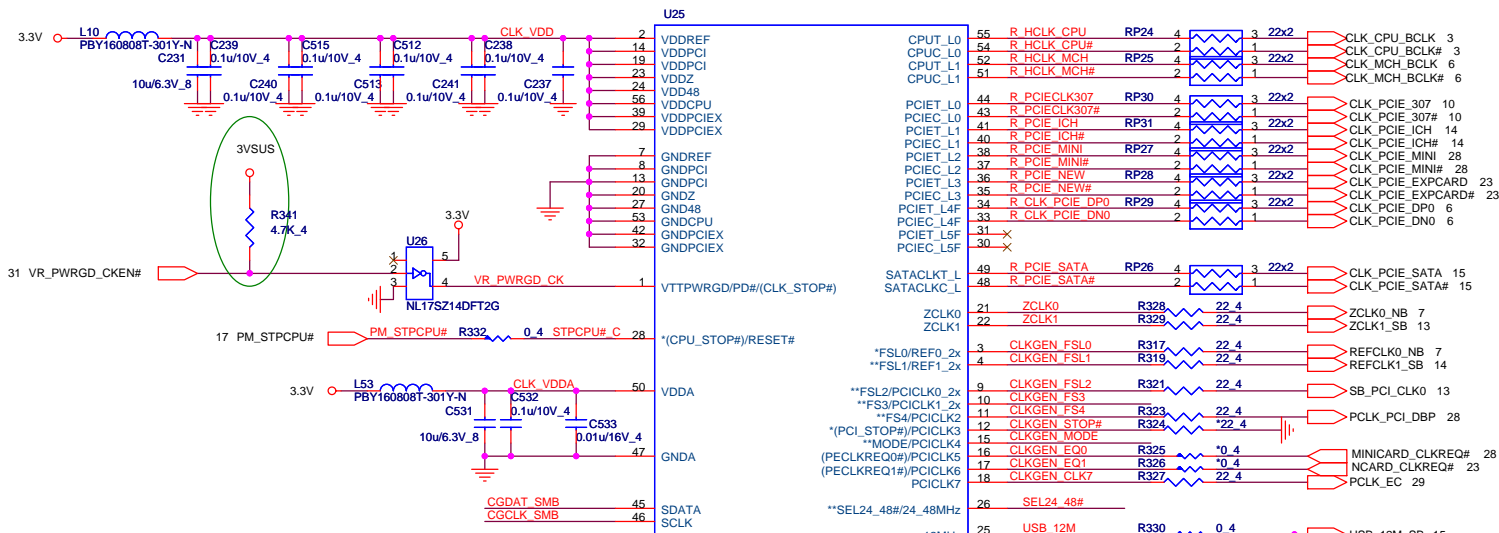 U25
3.3V L10 PBY160808T-301Y-N CLK_VDD
C239 0.1u/10V_4
C515 0.1u/10V_4
C512 0.1u/10V_4
C238 0.1u/10V_4
C231 10u/6.3V_8
C240 0.1u/10V_4
C513 0.1u/10V_4
C241 0.1u/10V_4
C237 0.1u/10V_4
2 VDDREF
14 VDDPCI
19 VDDPCI
23 VDDZ
24 VDD48
56 VDDCPU
39 VDDPCIEX
29 VDDPCIEX
7 GNDREF
8 GNDPCI
13 GNDPCI
20 GNDZ
27 GND48
53 GNDCPU
42 GNDPCIEX
32 GNDPCIEX
3VSUS
R341
4.7K_4
3.3V
U26
1
2
3
5
4
NL17SZ14DFT2G
31 VR_PWRGD_CKEN#
VR_PWRGD_CK 1 VTTPWRGD/PD#/(CLK_STOP#)
17 PM_STPCPU# PM_STPCPU# R332 0_4 STPCPU#_C 28 *(CPU_STOP#)/RESET#
3.3V L53 PBY160808T-301Y-N CLK_VDDA 50 VDDA
C532 0.1u/10V_4
C531 10u/6.3V_8
C533 0.01u/16V_4
47 GNDA
CGDAT_SMB 45 SDATA
CGCLK_SMB 46 SCLK
CPUT_L0 55 R_HCLK_CPU RP24 4 3 22x2 CLK_CPU_BCLK 3
CPUC_L0 54 R_HCLK_CPU# 2 1 CLK_CPU_BCLK# 3
CPUT_L1 52 R_HCLK_MCH RP25 4 3 22x2 CLK_MCH_BCLK 6
CPUC_L1 51 R_HCLK_MCH# 2 1 CLK_MCH_BCLK# 6
PCIET_L0 44 R_PCIECLK307 RP30 4 3 22x2 CLK_PCIE_307 10
PCIEC_L0 43 R_PCIECLK307# 2 1 CLK_PCIE_307# 10
PCIET_L1 41 R_PCIE_ICH RP31 4 3 22x2 CLK_PCIE_ICH 14
PCIEC_L1 40 R_PCIE_ICH# 2 1 CLK_PCIE_ICH# 14
PCIET_L2 38 R_PCIE_MINI RP27 4 3 22x2 CLK_PCIE_MINI 28
PCIEC_L2 37 R_PCIE_MINI# 2 1 CLK_PCIE_MINI# 28
PCIET_L3 36 R_PCIE_NEW RP28 4 3 22x2 CLK_PCIE_EXPCARD 23
PCIEC_L3 35 R_PCIE_NEW# 2 1 CLK_PCIE_EXPCARD# 23
PCIET_L4F 34 R_CLK_PCIE_DP0 RP29 4 3 22x2 CLK_PCIE_DP0 6
PCIEC_L4F 33 R_CLK_PCIE_DN0 2 1 CLK_PCIE_DN0 6
PCIET_L5F 31
PCIEC_L5F 30
SATACLKT_L 49 R_PCIE_SATA RP26 4 3 22x2 CLK_PCIE_SATA 15
SATACLKC_L 48 R_PCIE_SATA# 2 1 CLK_PCIE_SATA# 15
ZCLK0 21 ZCLK0 R328 22_4 ZCLK0_NB 7
ZCLK1 22 ZCLK1 R329 22_4 ZCLK1_SB 13
*FSL0/REF0_2x 3 CLKGEN_FSL0 R317 22_4 REFCLK0_NB 7
**FSL1/REF1_2x 4 CLKGEN_FSL1 R319 22_4 REFCLK1_SB 14
**FSL2/PCICLK0_2x 9 CLKGEN_FSL2 R321 22_4 SB_PCI_CLK0 13
**FS3/PCICLK1_2x 10 CLKGEN_FS3
**FS4/PCICLK2 11 CLKGEN_FS4 R323 22_4 PCLK_PCI_DBP 28
*(PCI_STOP#)/PCICLK3 12 CLKGEN_STOP# R324 *22_4
**MODE/PCICLK4 15 CLKGEN_MODE
(PECLKREQ0#)/PCICLK5 16 CLKGEN_EQ0 R325 *0_4 MINICARD_CLKREQ# 28
(PECLKREQ1#)/PCICLK6 17 CLKGEN_EQ1 R326 *0_4 NCARD_CLKREQ# 23
PCICLK7 18 CLKGEN_CLK7 R327 22_4 PCLK_EC 29
**SEL24_48#/24_48MHz 26 SEL24_48#
25 USB_12M R330 0_4